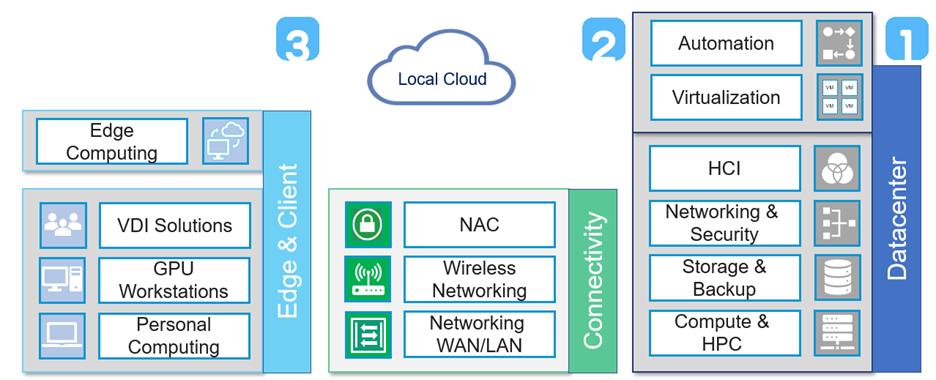 3
Local Cloud
2
1
Edge
Computing
VDI Solutions
GPU
Workstations
Personal
Computing
Edge & Client
NAC
Wireless
Networking
Networking
WAN/LAN
Connectivity
Automation
Virtualization
VM VM
VM VM
HCI
Networking &
Security
Storage &
Backup
Compute &
HPC
Datacenter